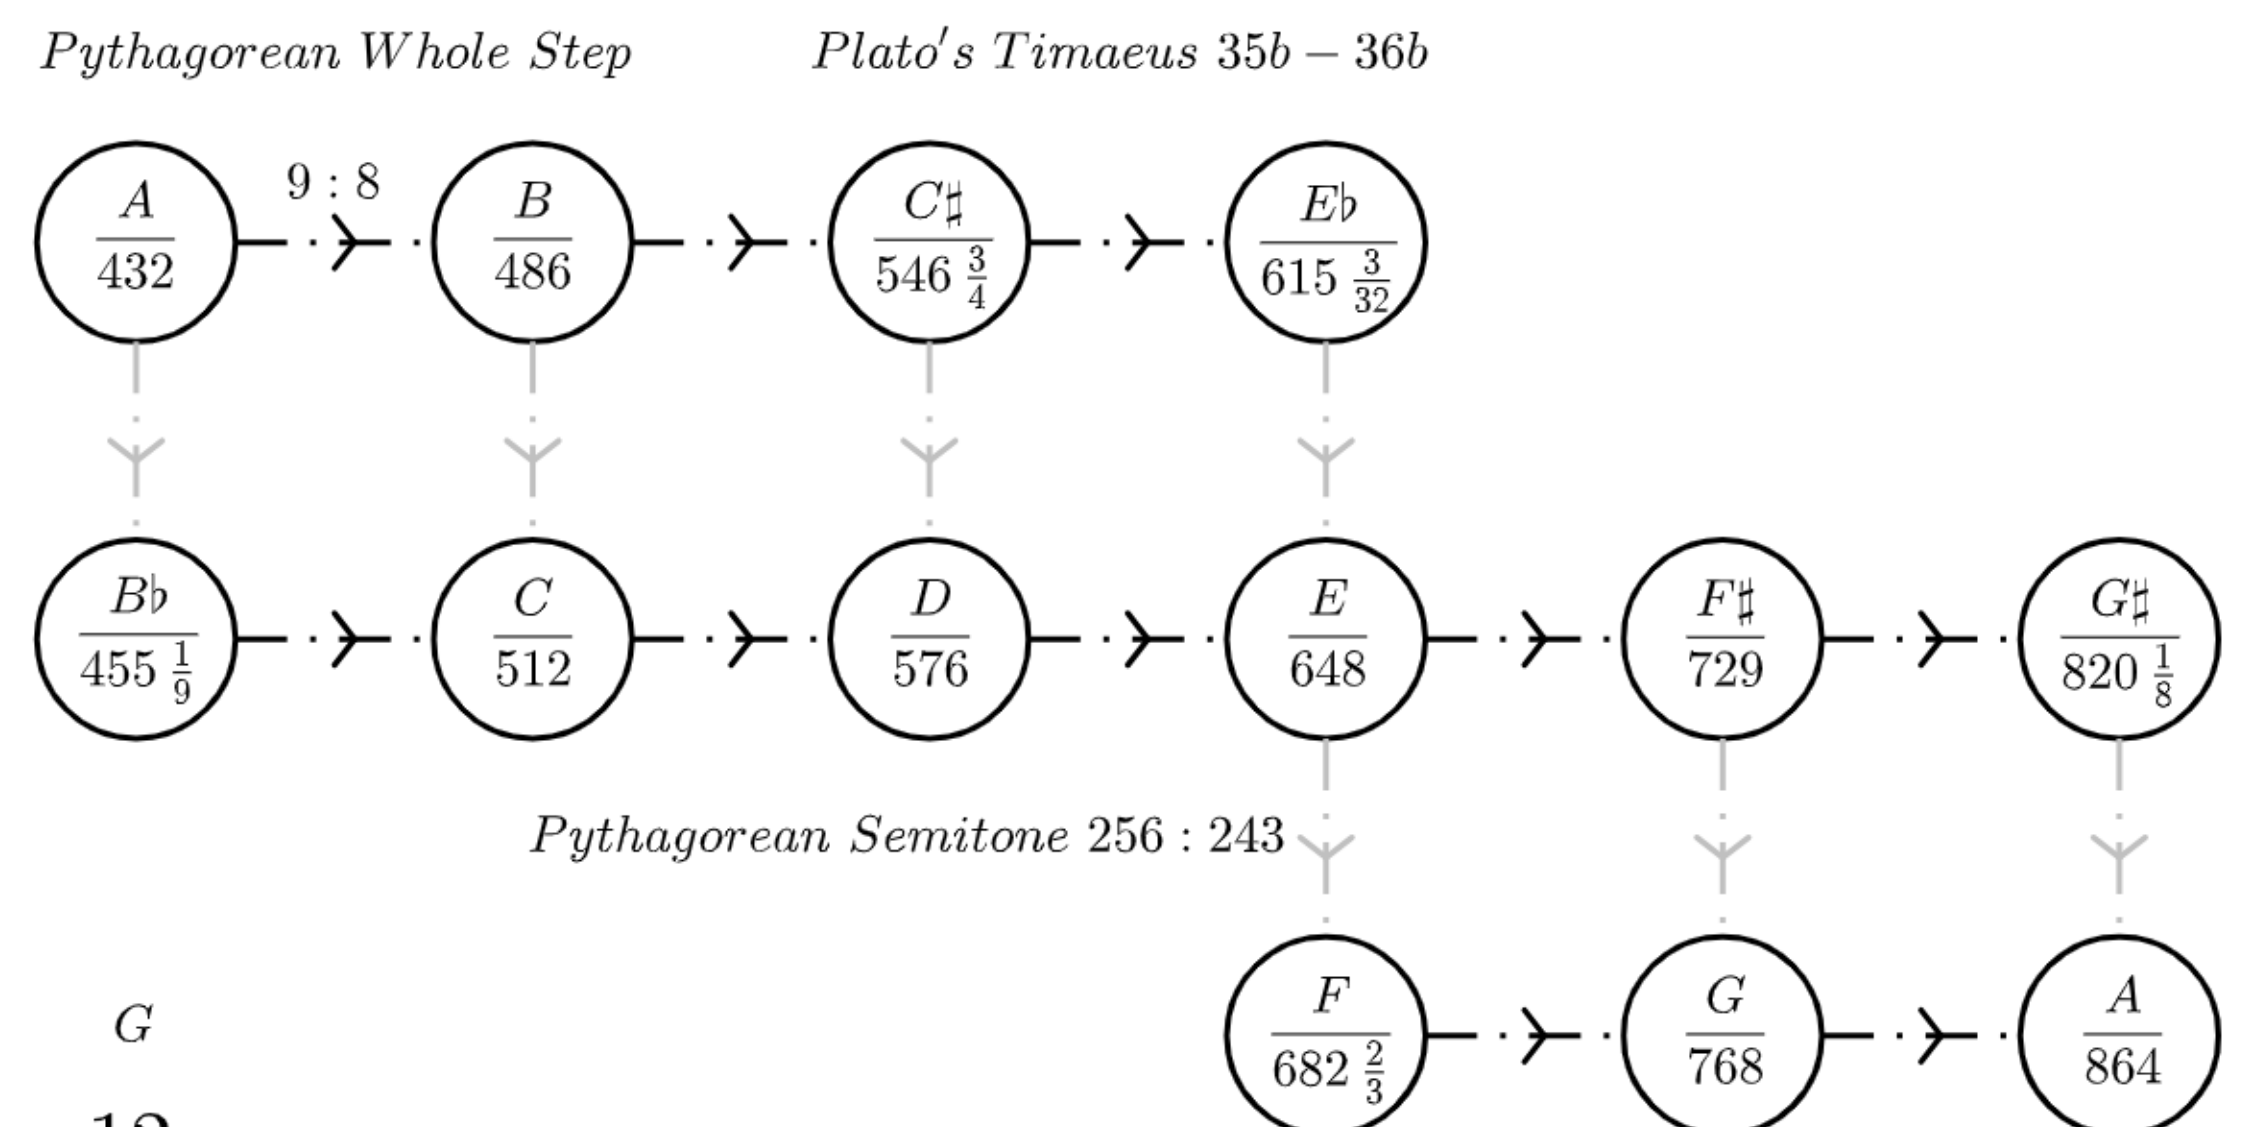 Pythagorean Whole Step
Plato's Timaeus 35b – 36b
9 : 8
A
432
B
486
C♯
546 3/4
E♭
615 3/32
B♭
455 1/9
C
512
D
576
E
648
F♯
729
G♯
820 1/8
Pythagorean Semitone 256 : 243
F
682 2/3
G
768
A
864
G